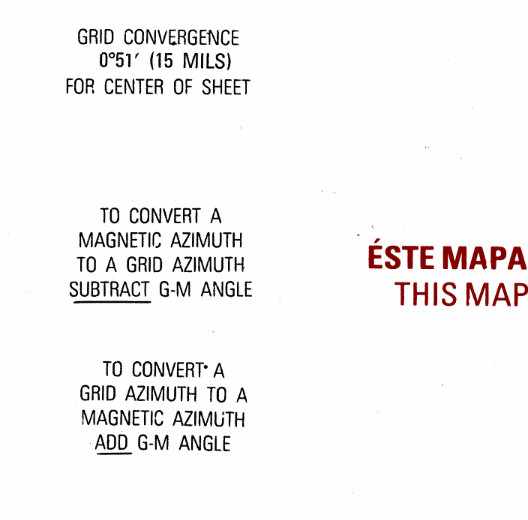 GRID CONVERGENCE
0°51′ (15 MILS)
FOR CENTER OF SHEET
TO CONVERT A
MAGNETIC AZIMUTH
TO A GRID AZIMUTH
SUBTRACT G-M ANGLE
TO CONVERT A
GRID AZIMUTH TO A
MAGNETIC AZIMUTH
ADD G-M ANGLE
ÉSTE MAPA
THIS MAP